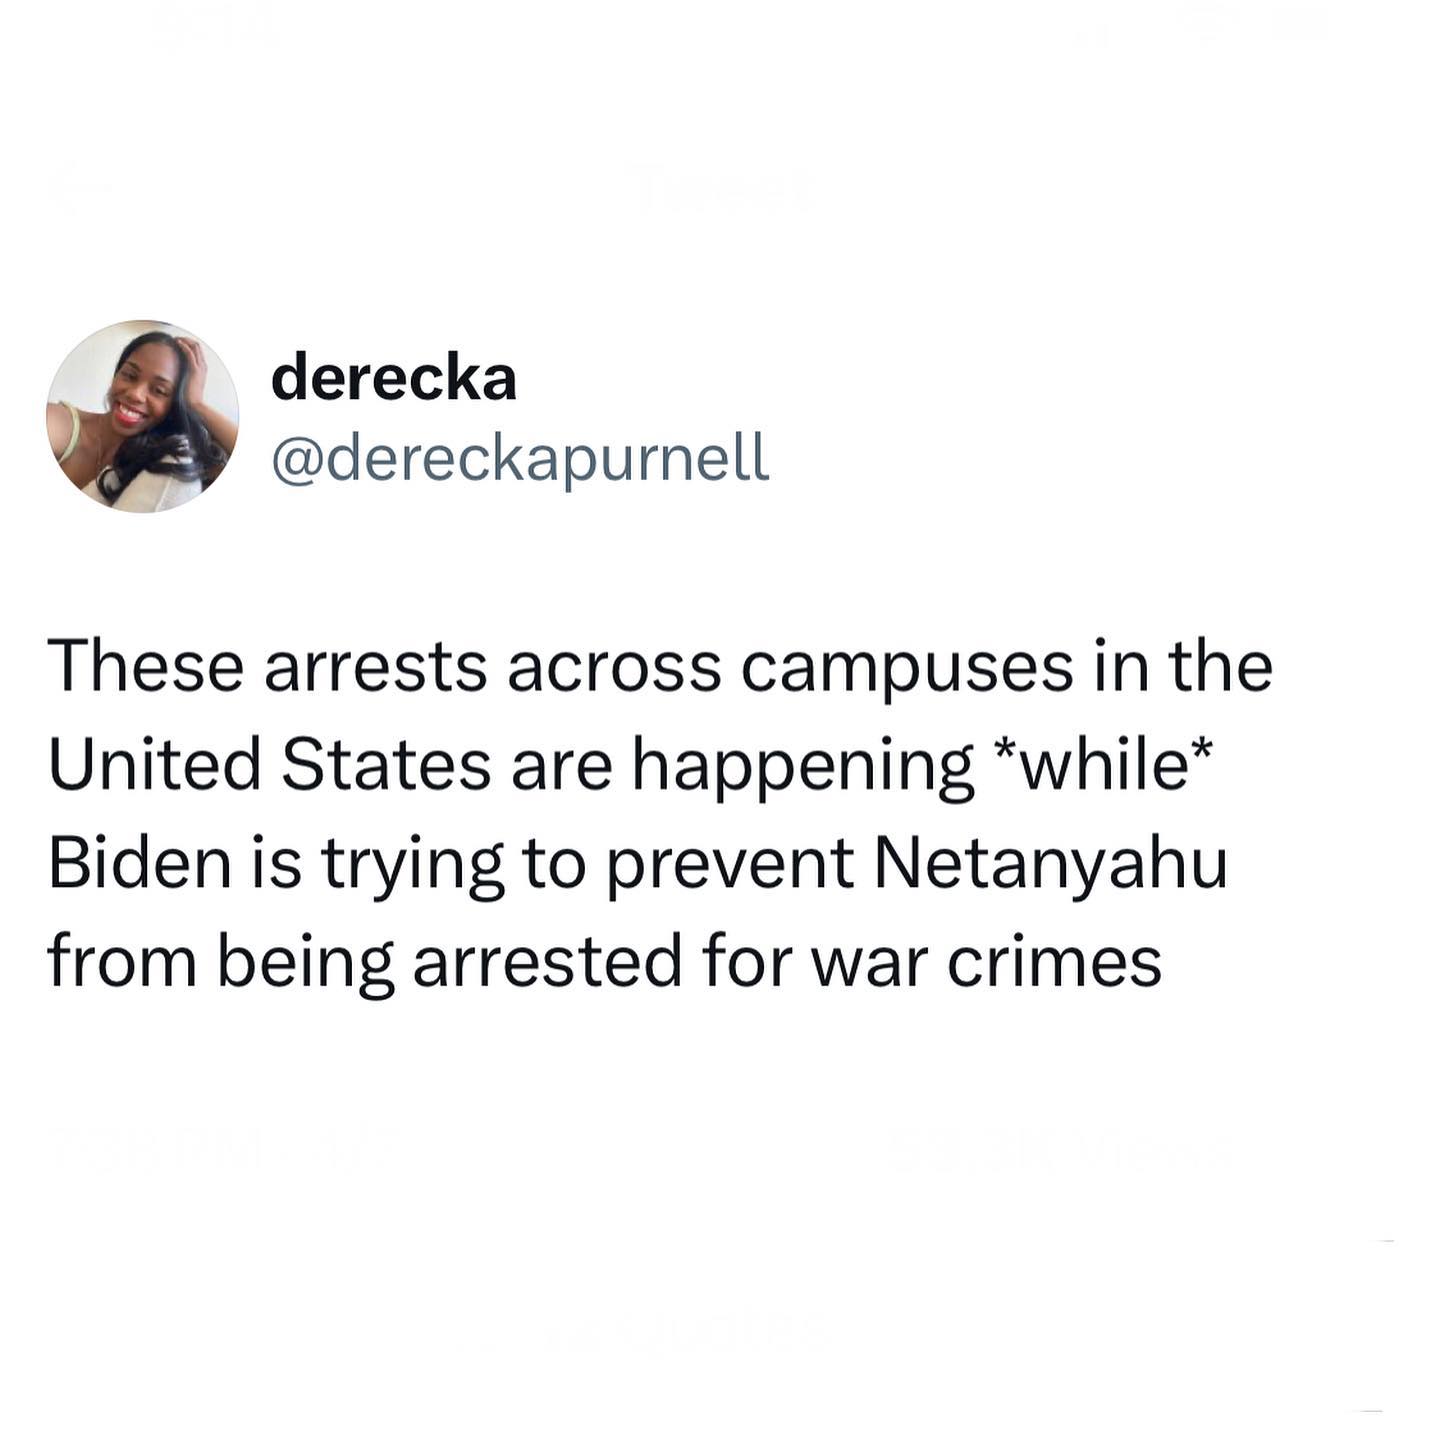 derecka
@dereckapurnell
These arrests across campuses in the
United States are happening *while*
Biden is trying to prevent Netanyahu
from being arrested for war crimes